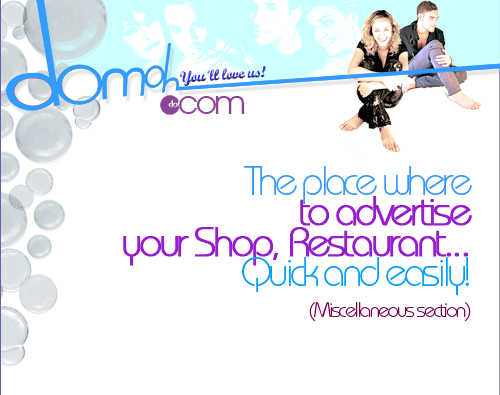 domoh
You'll love us!
dot com
The place where
to advertise
your Shop, Restaurant...
Quick and easily!
(Miscellaneous section)